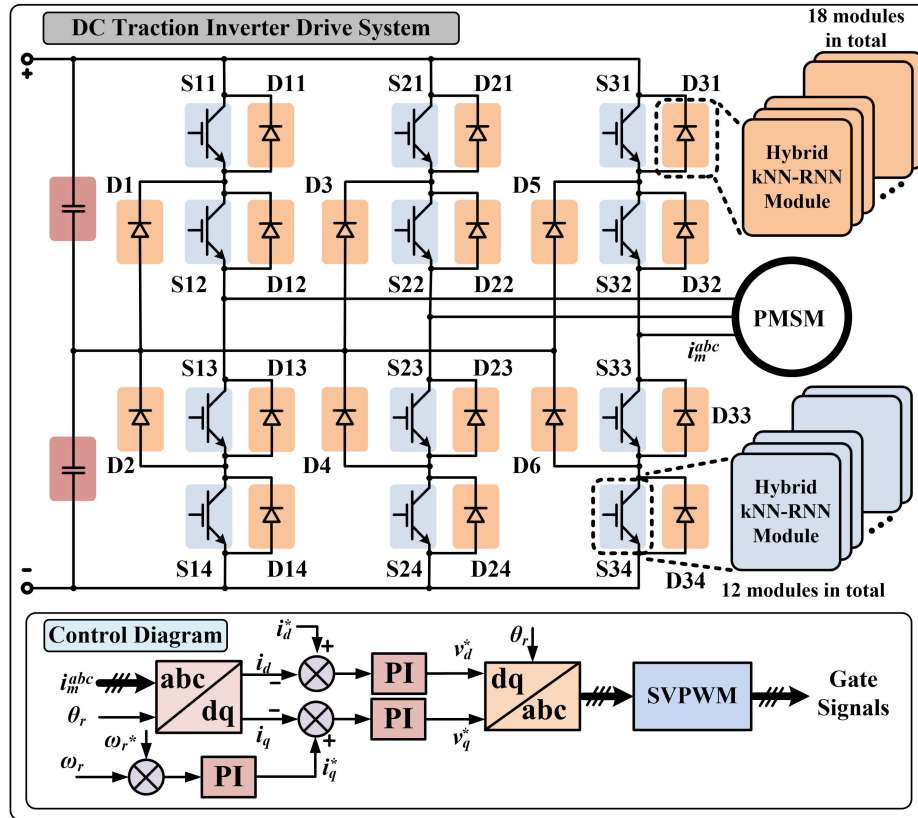 DC Traction Inverter Drive System
18 modules
in total
+
S11 D11 S21 D21 S31 D31
Hybrid
kNN-RNN
Module
D1 D3 D5
S12 D12 S22 D22 S32 D32
PMSM
i_m^abc
S13 D13 S23 D23 S33
D33
D2 D4 D6
Hybrid
kNN-RNN
Module
-
S14 D14 S24 D24 S34 D34
12 modules in total
Control Diagram
i_d^* + θ_r
i_m^abc abc i_d - PI v_d^* dq
θ_r dq - abc SVPWM Gate
Signals
ω_r^* i_q + PI v_q^*
ω_r PI i_q^*